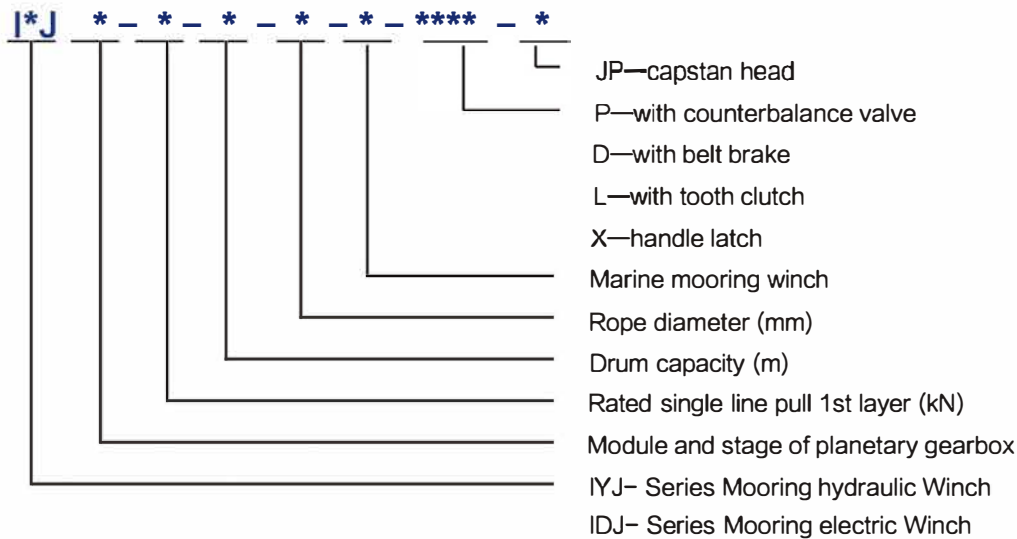 I*J * – * – * – * – * – **** – *
JP—capstan head
P—with counterbalance valve
D—with belt brake
L—with tooth clutch
X—handle latch
Marine mooring winch
Rope diameter (mm)
Drum capacity (m)
Rated single line pull 1st layer (kN)
Module and stage of planetary gearbox
IYJ- Series Mooring hydraulic Winch
IDJ- Series Mooring electric Winch